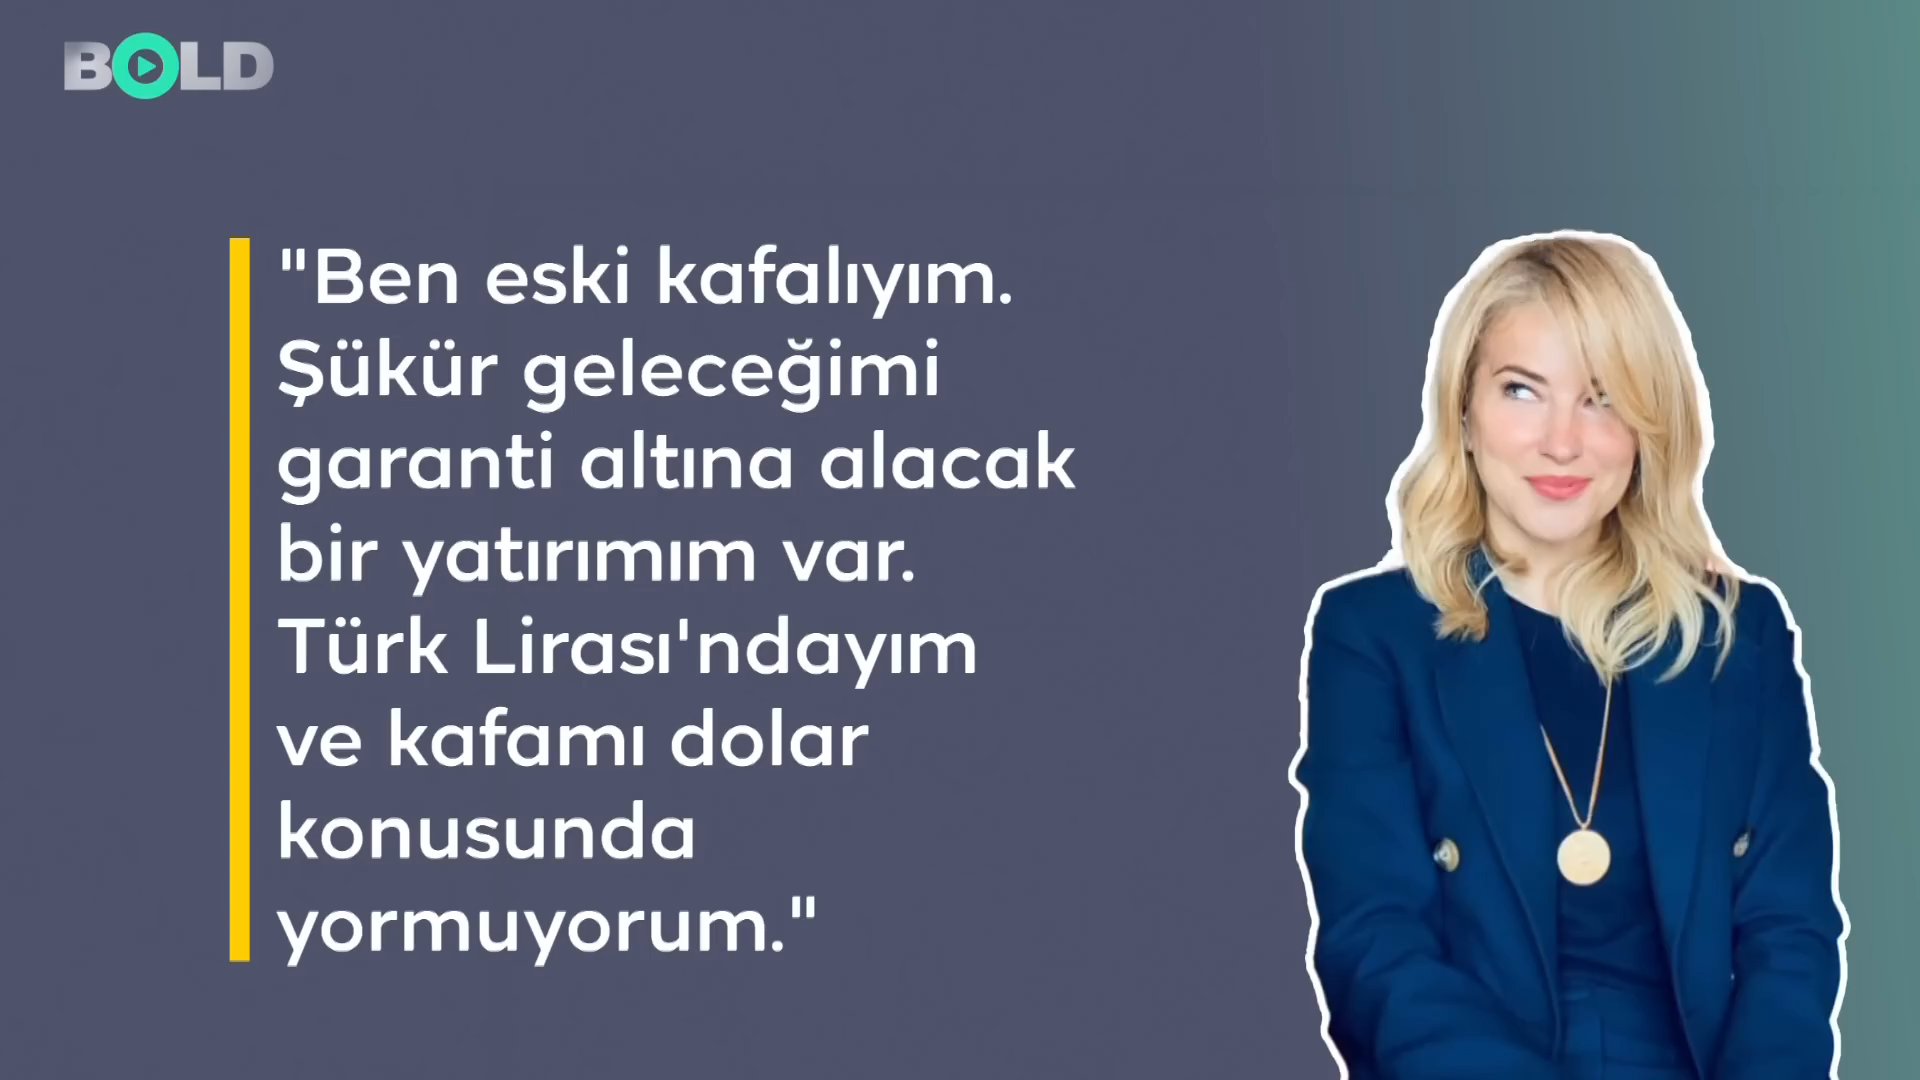 BOLD
"Ben eski kafalıyım.
Şükür geleceğimi
garanti altına alacak
bir yatırımım var.
Türk Lirası'ndayım
ve kafamı dolar
konusunda
yormuyorum."